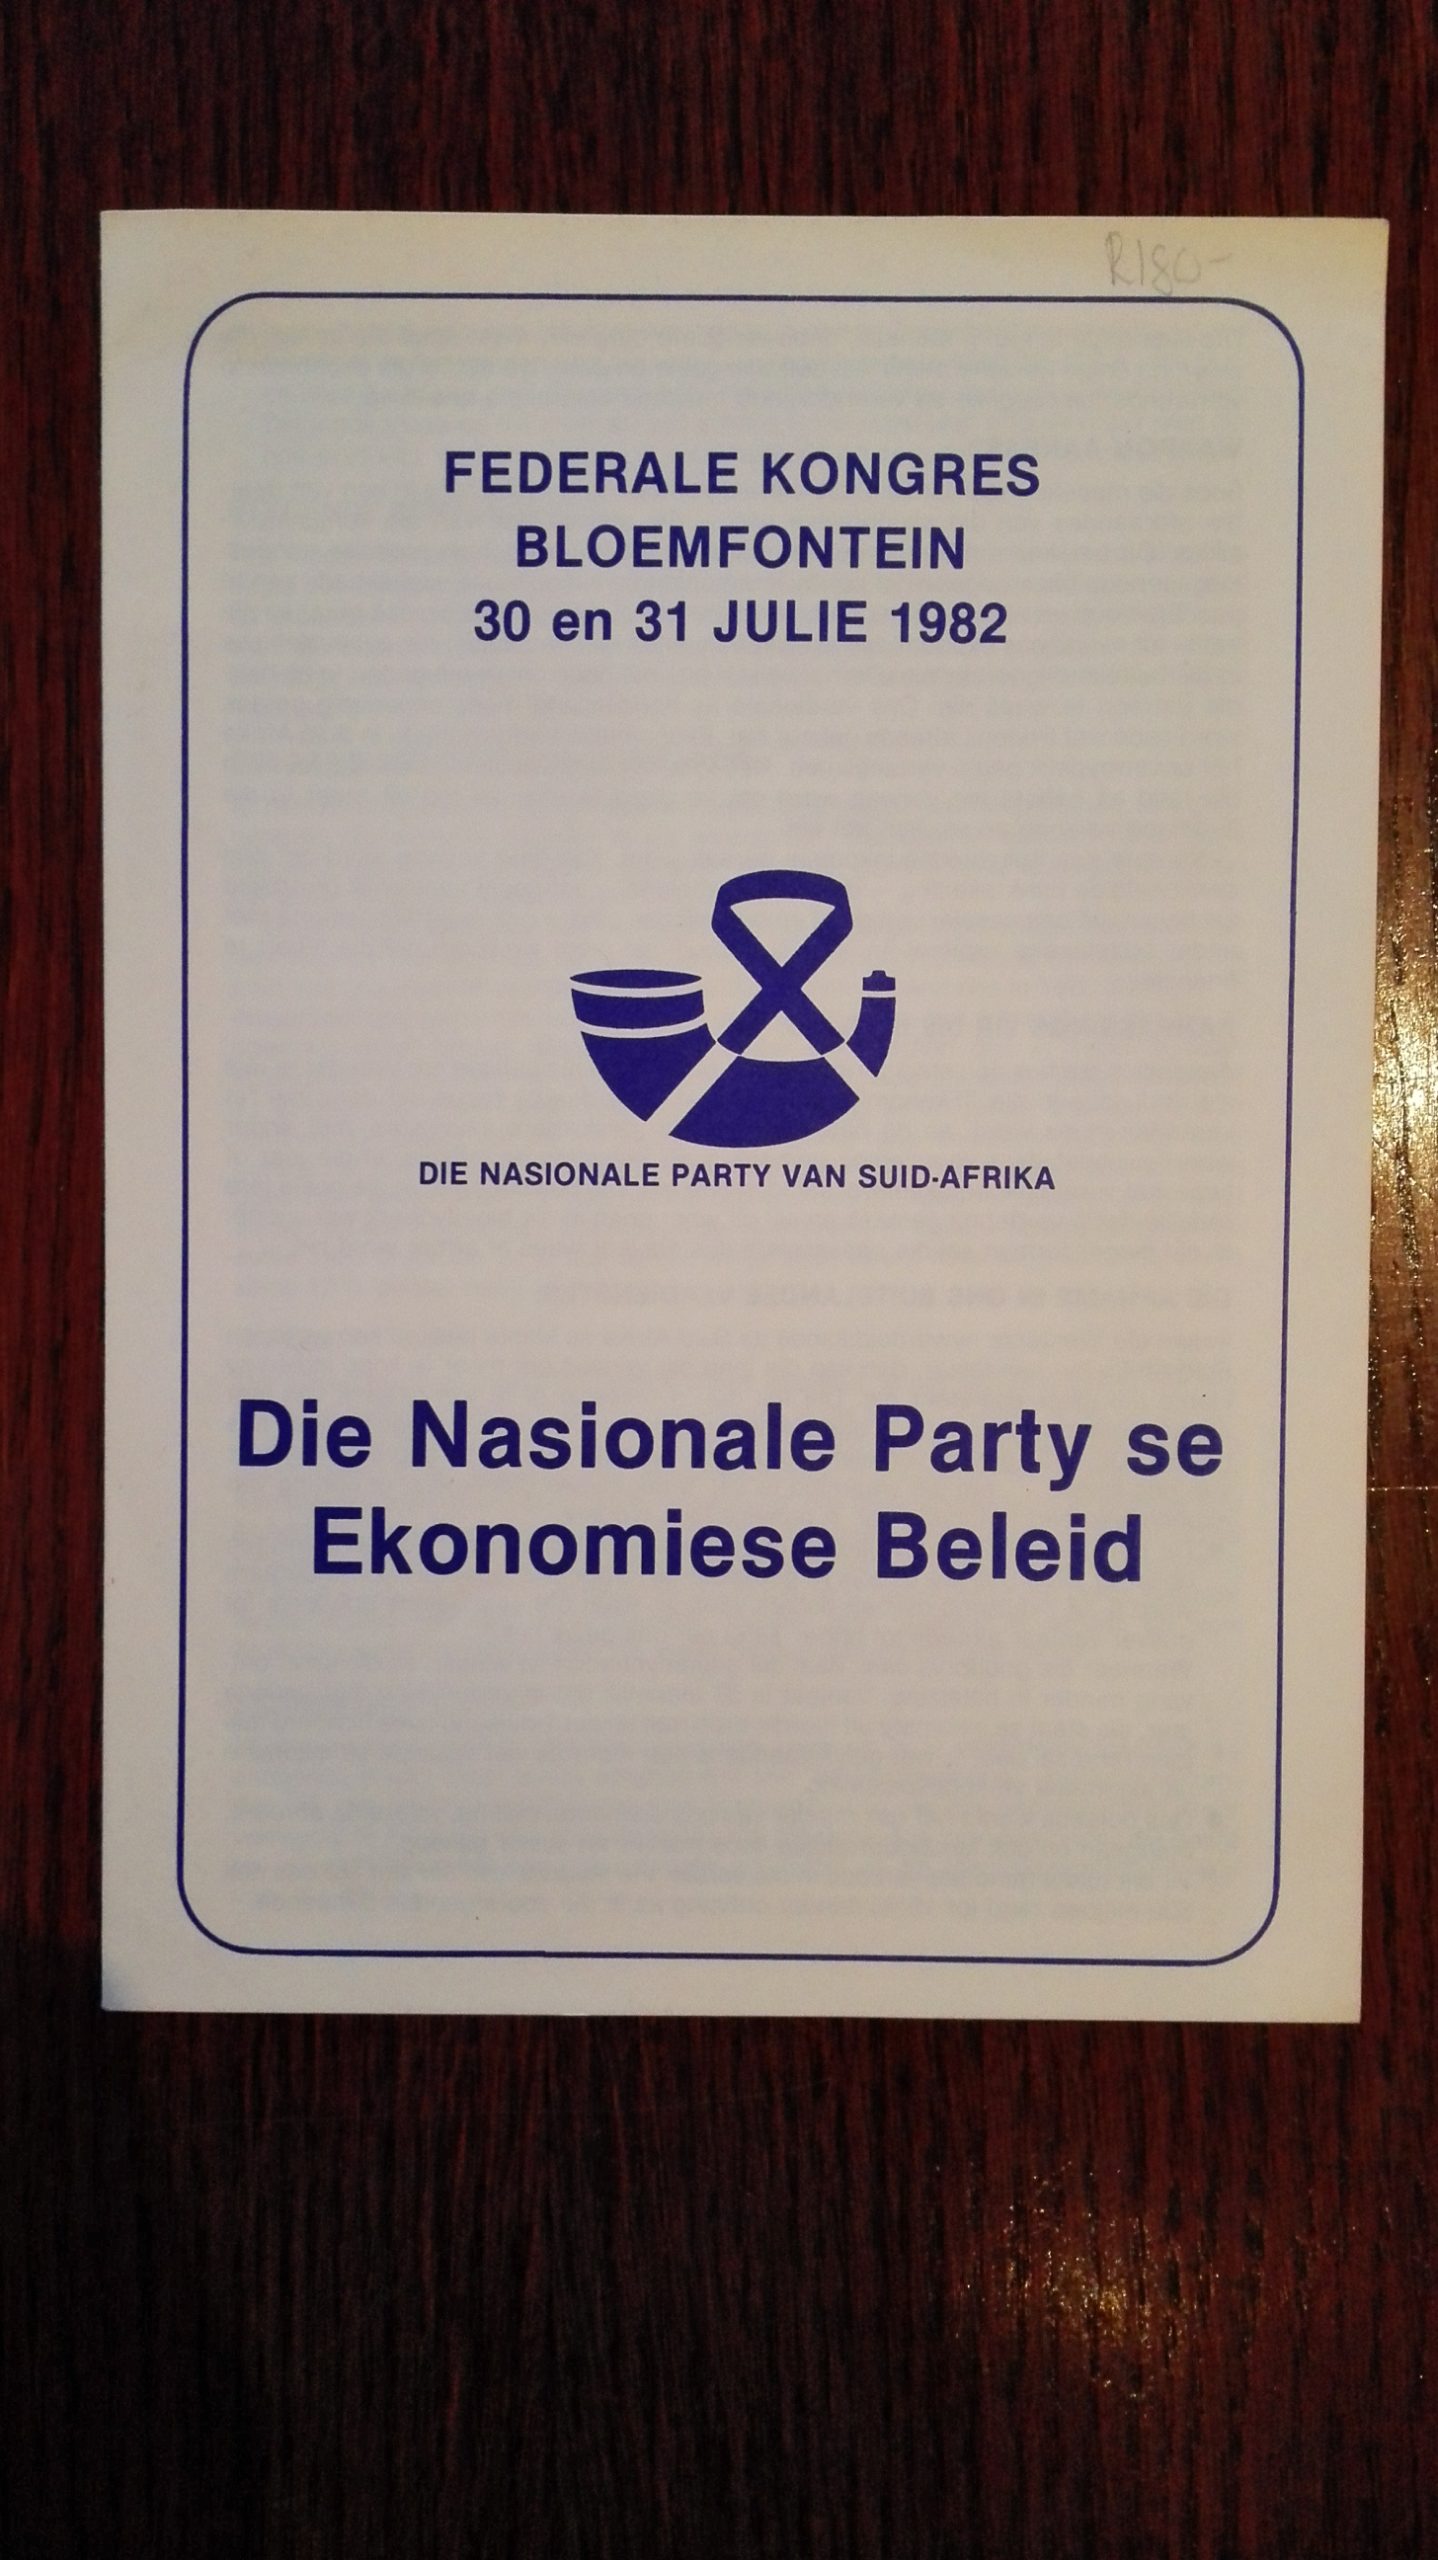 R180-
FEDERALE KONGRES
BLOEMFONTEIN
30 en 31 JULIE 1982
DIE NASIONALE PARTY VAN SUID-AFRIKA
Die Nasionale Party se
Ekonomiese Beleid